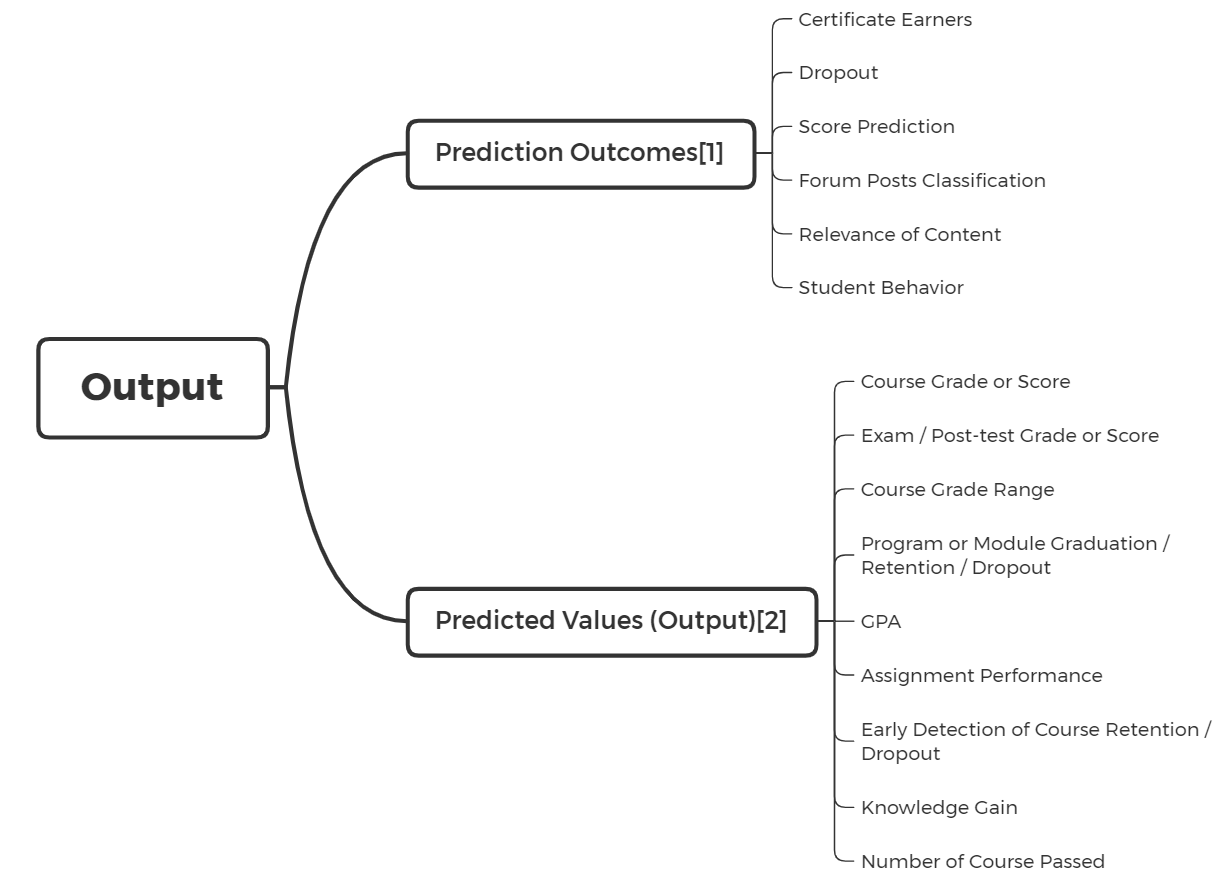 Output
Prediction Outcomes[1]
Certificate Earners
Dropout
Score Prediction
Forum Posts Classification
Relevance of Content
Student Behavior
Predicted Values (Output)[2]
Course Grade or Score
Exam / Post-test Grade or Score
Course Grade Range
Program or Module Graduation /
Retention / Dropout
GPA
Assignment Performance
Early Detection of Course Retention /
Dropout
Knowledge Gain
Number of Course Passed